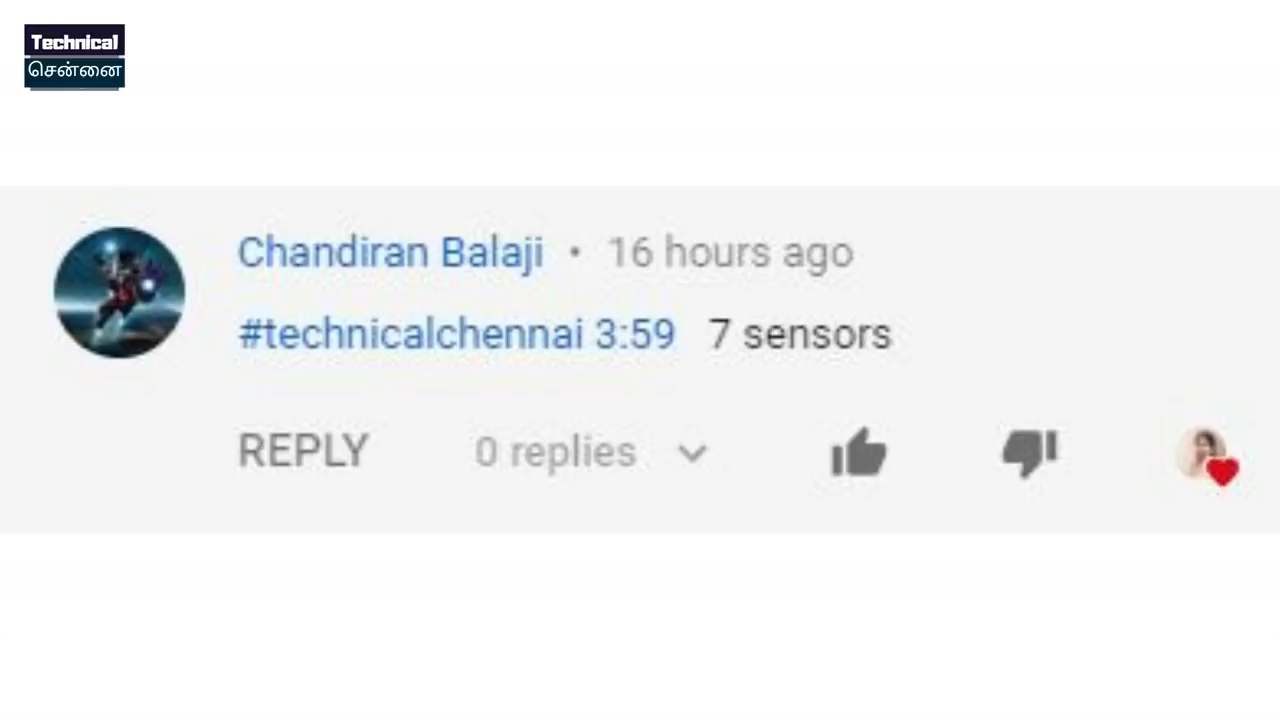 Technical
சென்னை
Chandiran Balaji • 16 hours ago
#technicalchennai 3:59 7 sensors
REPLY 0 replies